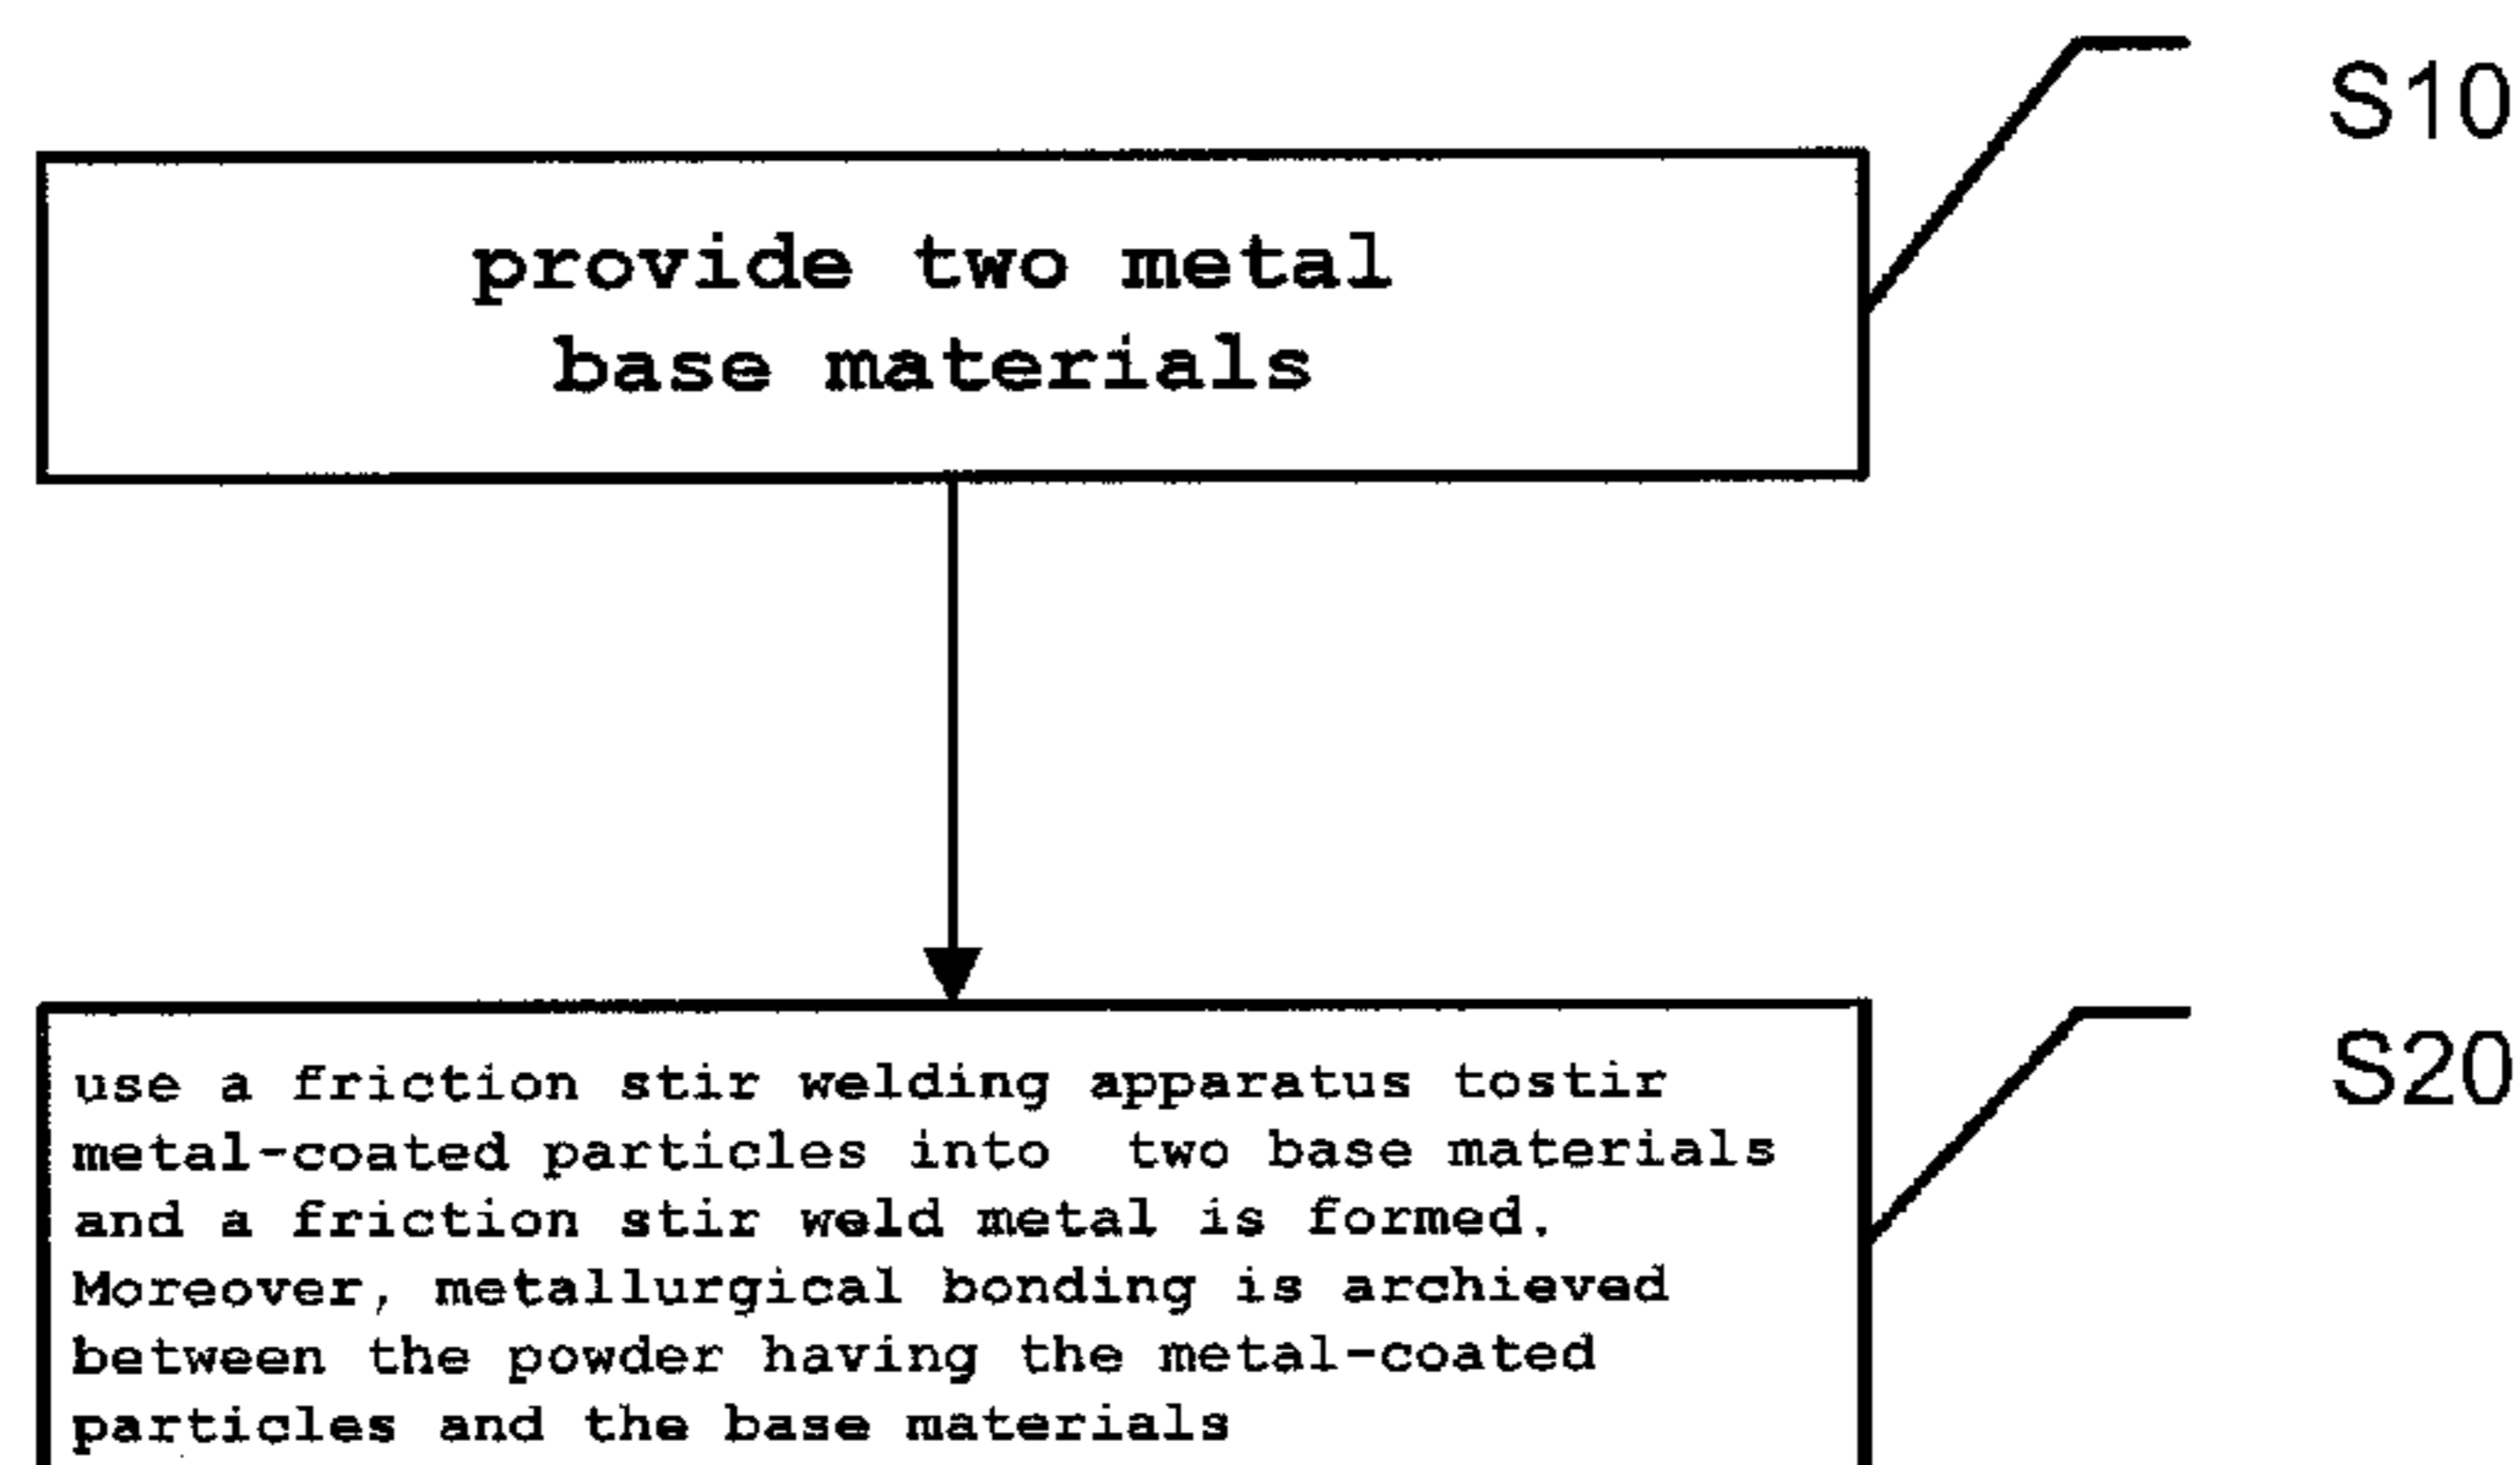 S10
provide two metal
base materials
S20
use a friction stir welding apparatus tostir
metal-coated particles into two base materials
and a friction stir weld metal is formed.
Moreover, metallurgical bonding is archieved
between the powder having the metal-coated
particles and the base materials